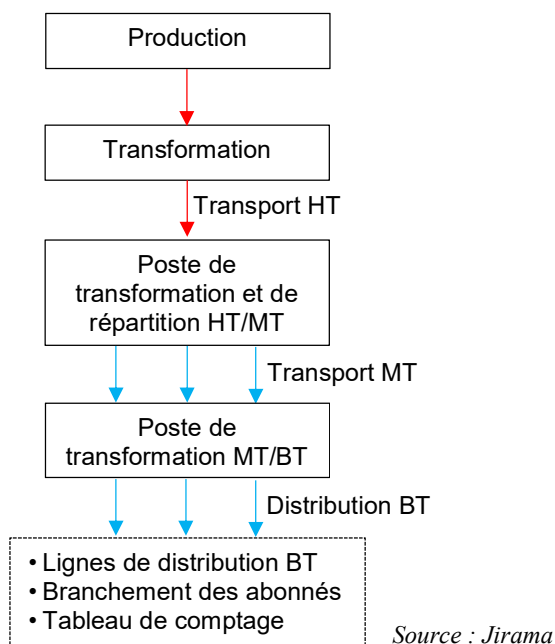 Production
Transformation
Transport HT
Poste de
transformation et de
répartition HT/MT
Transport MT
Poste de
transformation MT/BT
Distribution BT
• Lignes de distribution BT
• Branchement des abonnés
• Tableau de comptage
Source : Jirama